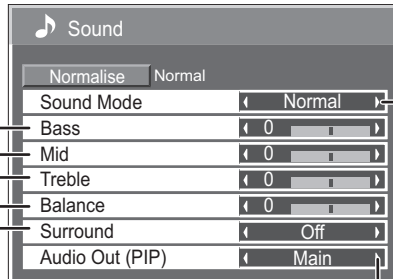 Sound
Normalise Normal
Sound Mode Normal
Bass 0
Mid 0
Treble 0
Balance 0
Surround Off
Audio Out (PIP) Main